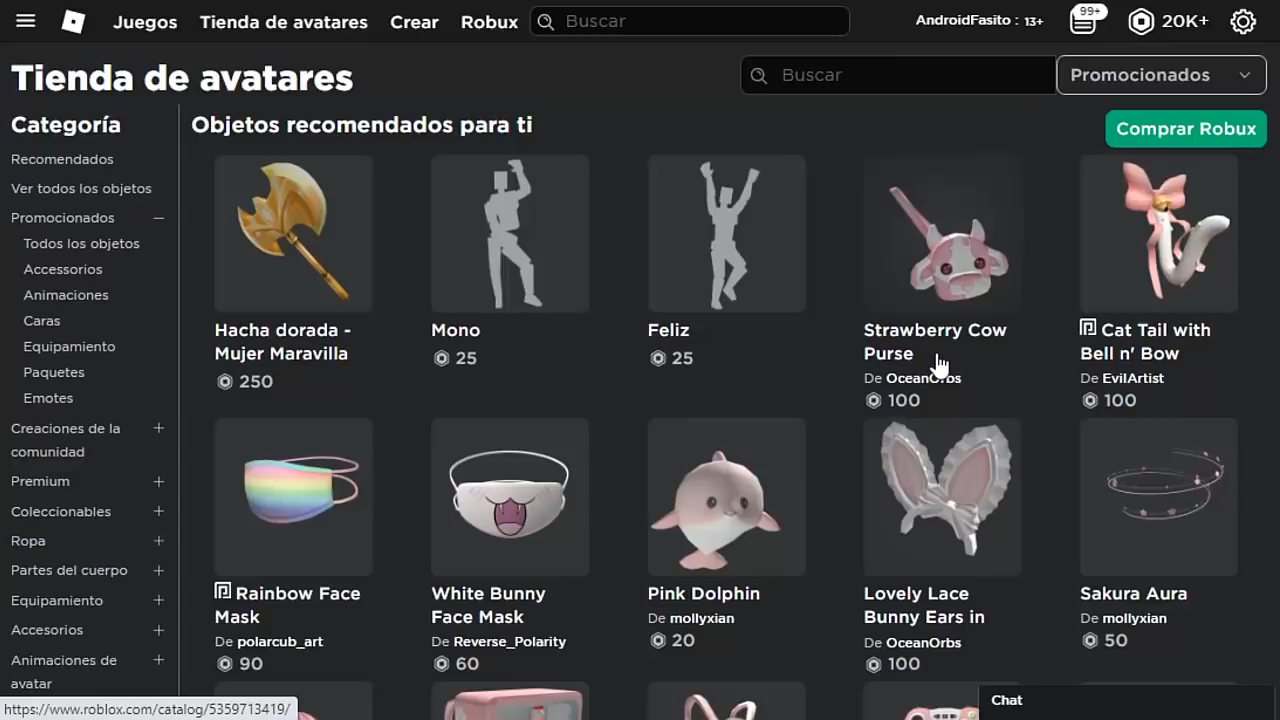 Juegos Tienda de avatares Crear Robux Buscar AndroidFasito : 13+ 99+ 20K+
Tienda de avatares Buscar Promocionados
Categoría
Recomendados
Ver todos los objetos
Promocionados
Todos los objetos
Accessorios
Animaciones
Caras
Equipamiento
Paquetes
Emotes
Creaciones de la
comunidad
Premium
Coleccionables
Ropa
Partes del cuerpo
Equipamiento
Accesorios
Animaciones de
avatar
Objetos recomendados para ti
Comprar Robux
Hacha dorada -
Mujer Maravilla
250
Mono
25
Feliz
25
Strawberry Cow
Purse
De OceanOrbs
100
Cat Tail with
Bell n' Bow
De EvilArtist
100
Rainbow Face
Mask
De polarcub_art
90
White Bunny
Face Mask
De Reverse_Polarity
60
Pink Dolphin
De mollyxian
20
Lovely Lace
Bunny Ears in
De OceanOrbs
100
Sakura Aura
De mollyxian
50
Chat
https://www.roblox.com/catalog/5359713419/